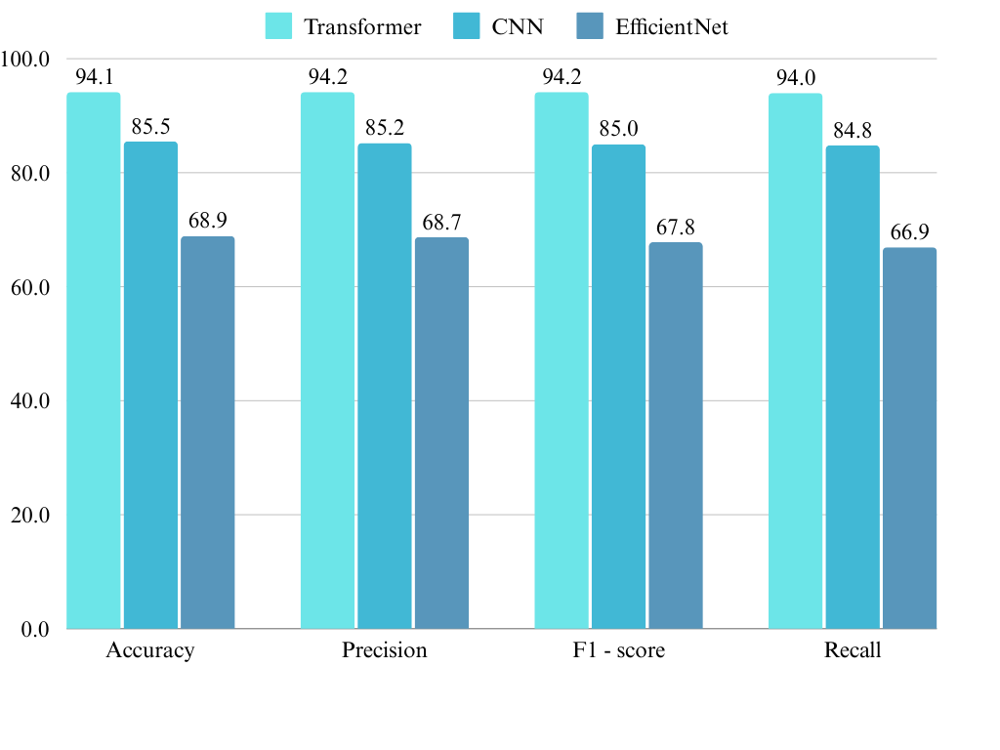 Transformer CNN EfficientNet
100.0
94.1 94.2 94.2 94.0
85.5 85.2 85.0 84.8
80.0
68.9 68.7 67.8 66.9
60.0
40.0
20.0
0.0
Accuracy Precision F1 - score Recall